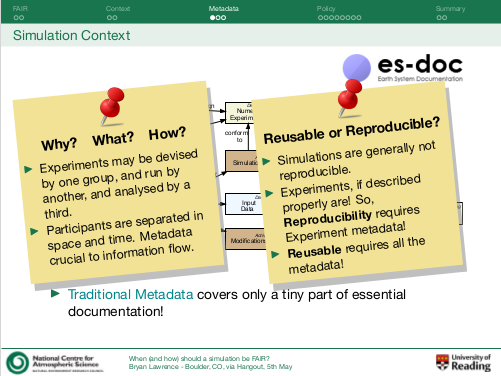 FAIR Context Metadata Policy Summary
Simulation Context
es-doc
Earth System Documentation
Why? What? How?
Experiments may be devised
by one group, and run by
another, and analysed by a
third.
Participants are separated in
space and time. Metadata
crucial to information flow.
Nume
Experim
conform
to
Simulatio
Input
Data
Modifications
Reusable or Reproducible?
Simulations are generally not
reproducible.
Experiments, if described
properly are! So,
Reproducibility requires
Experiment metadata!
Reusable requires all the
metadata!
Traditional Metadata covers only a tiny part of essential
documentation!
National Centre for
Atmospheric Science
NATURAL ENVIRONMENT RESEARCH COUNCIL
When (and how) should a simulation be FAIR?
Bryan Lawrence - Boulder, CO, via Hangout, 5th May
University of
Reading